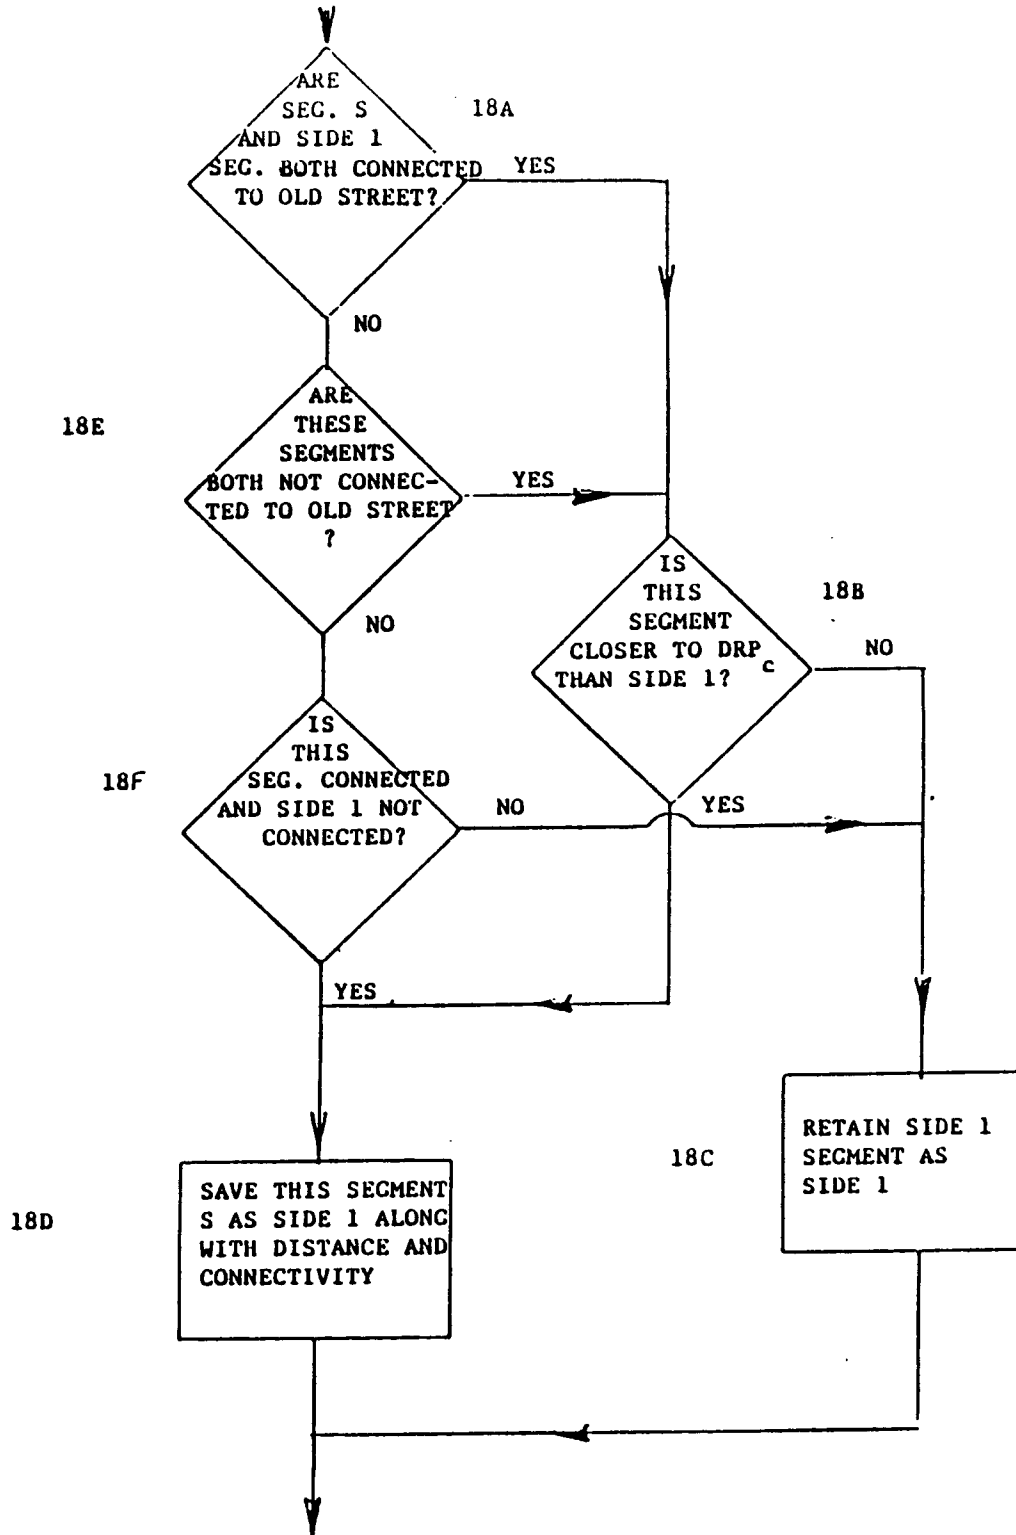 ARE
SEG. S
AND SIDE 1
SEG. BOTH CONNECTED
TO OLD STREET?
18A
YES
NO
18E
ARE
THESE
SEGMENTS
BOTH NOT CONNEC-
TED TO OLD STREET
?
YES
NO
IS
THIS
SEGMENT
CLOSER TO DRPc
THAN SIDE 1?
18B
NO
YES
18F
IS
THIS
SEG. CONNECTED
AND SIDE 1 NOT
CONNECTED?
NO
YES
18C
RETAIN SIDE 1
SEGMENT AS
SIDE 1
18D
SAVE THIS SEGMENT
S AS SIDE 1 ALONG
WITH DISTANCE AND
CONNECTIVITY